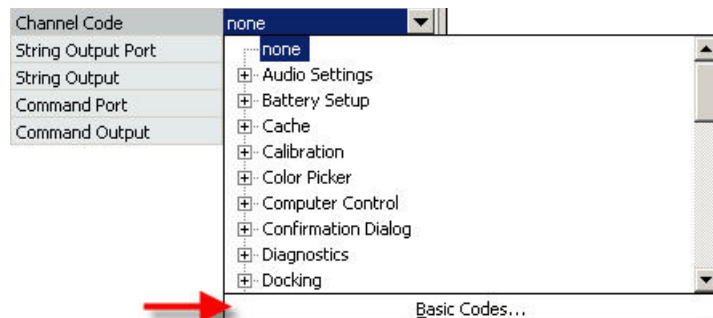 Channel Code none
String Output Port none
String Output Audio Settings
Command Port Battery Setup
Command Output Cache
Calibration
Color Picker
Computer Control
Confirmation Dialog
Diagnostics
Docking
Basic Codes...